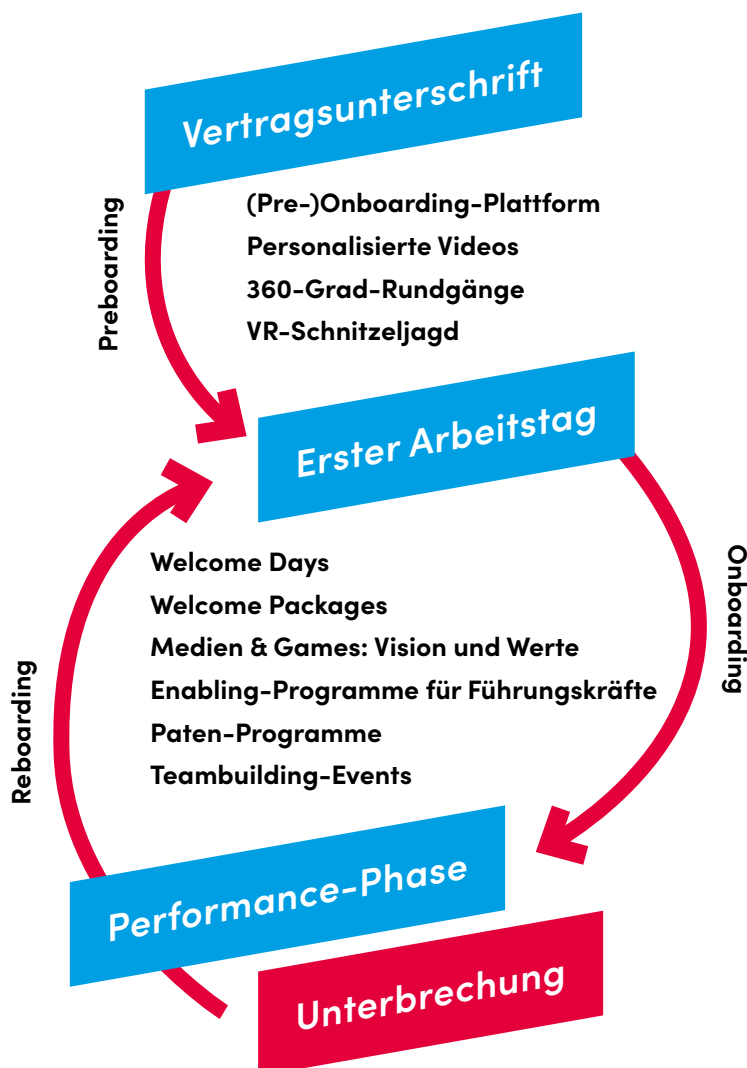 Vertragsunterschrift
Preboarding
(Pre-)Onboarding-Plattform
Personalisierte Videos
360-Grad-Rundgänge
VR-Schnitzeljagd
Erster Arbeitstag
Onboarding
Reboarding
Welcome Days
Welcome Packages
Medien & Games: Vision und Werte
Enabling-Programme für Führungskräfte
Paten-Programme
Teambuilding-Events
Performance-Phase
Unterbrechung